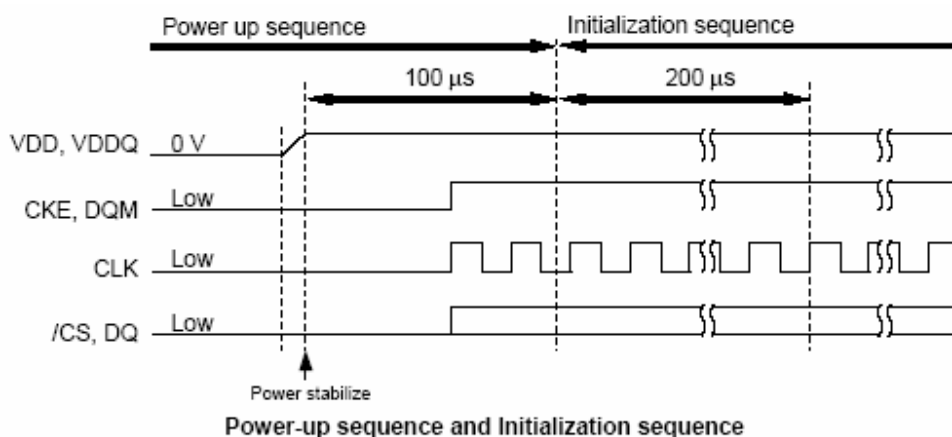 Power up sequence
Initialization sequence
100 μs
200 μs
VDD, VDDQ
0 V
CKE, DQM
Low
CLK
Low
/CS, DQ
Low
Power stabilize
Power-up sequence and Initialization sequence